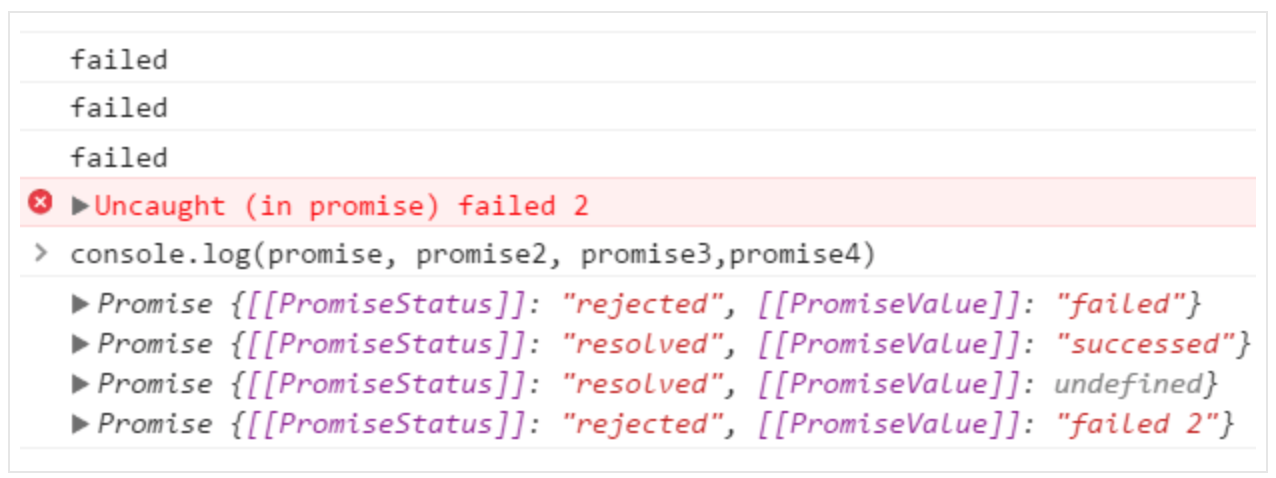 failed
failed
failed
Uncaught (in promise) failed 2
> console.log(promise, promise2, promise3,promise4)
Promise {[[PromiseStatus]]: "rejected", [[PromiseValue]]: "failed"}
Promise {[[PromiseStatus]]: "resolved", [[PromiseValue]]: "successed"}
Promise {[[PromiseStatus]]: "resolved", [[PromiseValue]]: undefined}
Promise {[[PromiseStatus]]: "rejected", [[PromiseValue]]: "failed 2"}